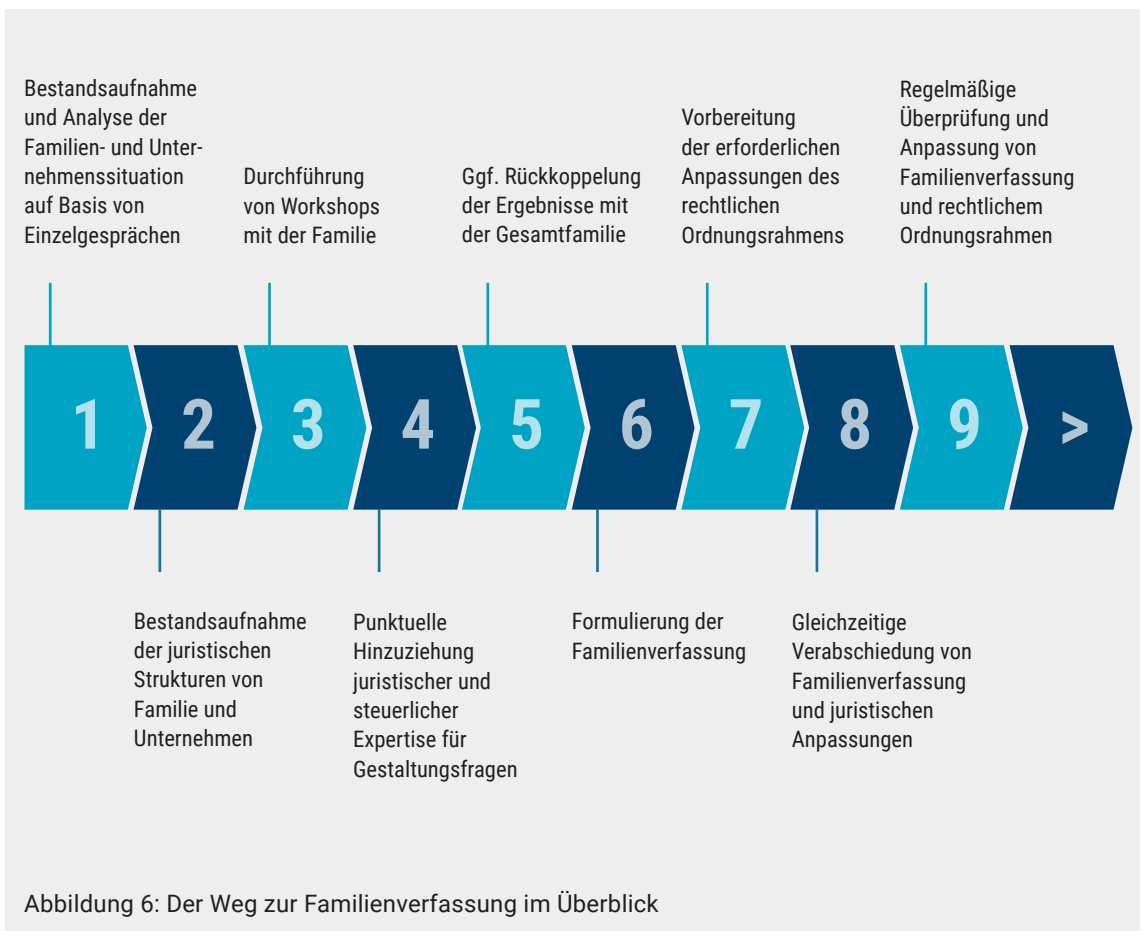 Bestandsaufnahme
und Analyse der
Familien- und Unter-
nehmenssituation
auf Basis von
Einzelgesprächen
Durchführung
von Workshops
mit der Familie
Ggf. Rückkoppelung
der Ergebnisse mit
der Gesamtfamilie
Vorbereitung
der erforderlichen
Anpassungen des
rechtlichen
Ordnungsrahmens
Regelmäßige
Überprüfung und
Anpassung von
Familienverfassung
und rechtlichem
Ordnungsrahmen
1 2 3 4 5 6 7 8 9 >
Bestandsaufnahme
der juristischen
Strukturen von
Familie und
Unternehmen
Punktuelle
Hinzuziehung
juristischer und
steuerlicher
Expertise für
Gestaltungsfragen
Formulierung der
Familienverfassung
Gleichzeitige
Verabschiedung von
Familienverfassung
und juristischen
Anpassungen
Abbildung 6: Der Weg zur Familienverfassung im Überblick